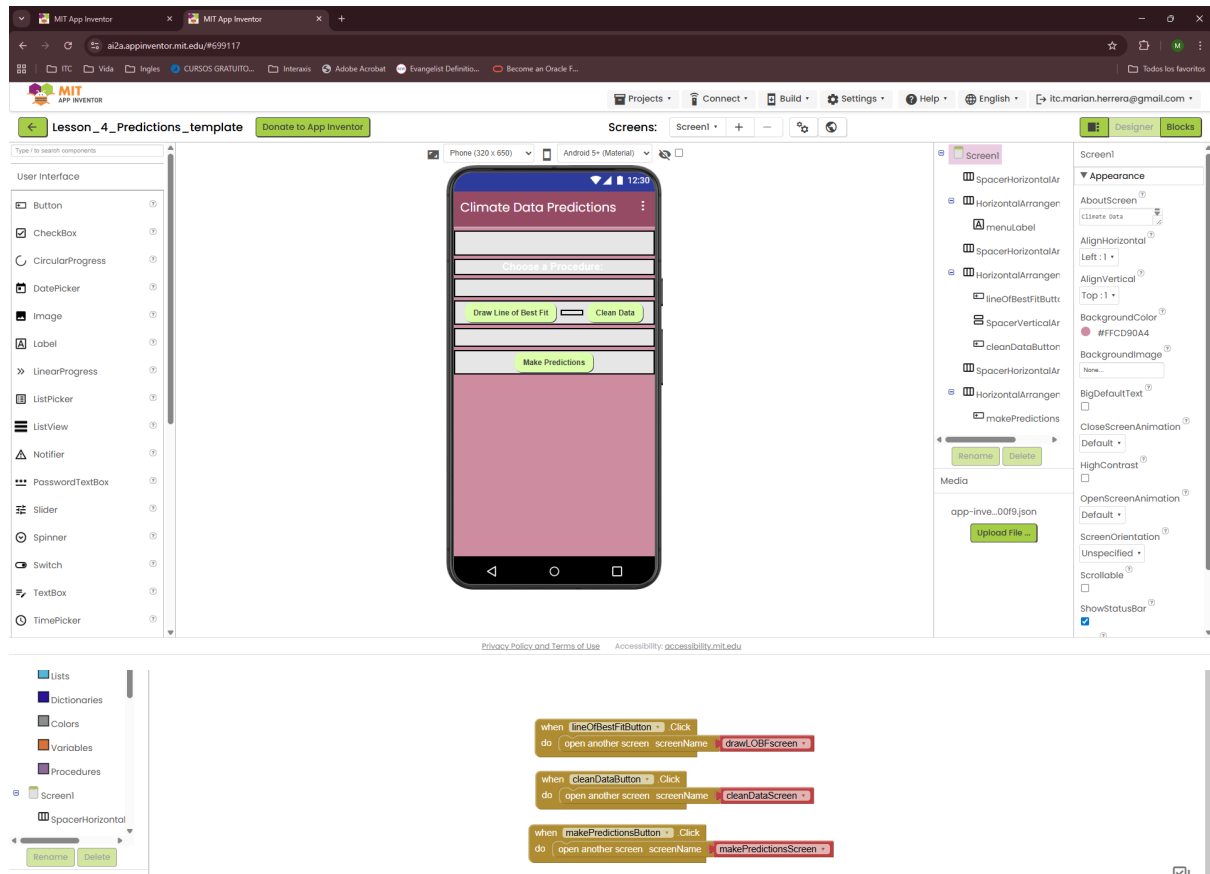 MIT App Inventor
MIT App Inventor
ai2a.appinventor.mit.edu/#699117
M
ITC
Vida
Ingles
CURSOS GRATUITO...
Interaxis
Adobe Acrobat
Evangelist Definitio...
Become an Oracle F...
Todos los favoritos
MIT
APP INVENTOR
Projects
Connect
Build
Settings
Help
English
itc.marian.herrera@gmail.com
Lesson_4_Predictions_template
Donate to App Inventor
Screens:
Screen1
Designer
Blocks
Type / to search components
User Interface
Button
CheckBox
CircularProgress
DatePicker
Image
Label
LinearProgress
ListPicker
ListView
Notifier
PasswordTextBox
Slider
Spinner
Switch
TextBox
TimePicker
Phone (320 x 650)
Android 5+ (Material)
12:30
Climate Data Predictions
Choose a Procedure:
Draw Line of Best Fit
Clean Data
Make Predictions
Screen1
SpacerHorizontalAr
HorizontalArrangen
menuLabel
SpacerHorizontalAr
HorizontalArrangen
lineOfBestFitButto
SpacerVerticalAr
cleanDataButton
SpacerHorizontalAr
HorizontalArrangen
makePredictions
Rename
Delete
Media
app-inve...00f9.json
Upload File ...
Screen1
Appearance
AboutScreen
Climate Data
AlignHorizontal
Left : 1
AlignVertical
Top : 1
BackgroundColor
#FFCD90A4
BackgroundImage
None...
BigDefaultText
CloseScreenAnimation
Default
HighContrast
OpenScreenAnimation
Default
ScreenOrientation
Unspecified
Scrollable
ShowStatusBar
Privacy Policy and Terms of Use
Accessibility: accessibility.mit.edu
Lists
Dictionaries
Colors
Variables
Procedures
Screen1
SpacerHorizontal
Rename
Delete
when lineOfBestFitButton .Click
do open another screen screenName drawLOBFscreen
when cleanDataButton .Click
do open another screen screenName cleanDataScreen
when makePredictionsButton .Click
do open another screen screenName makePredictionsScreen